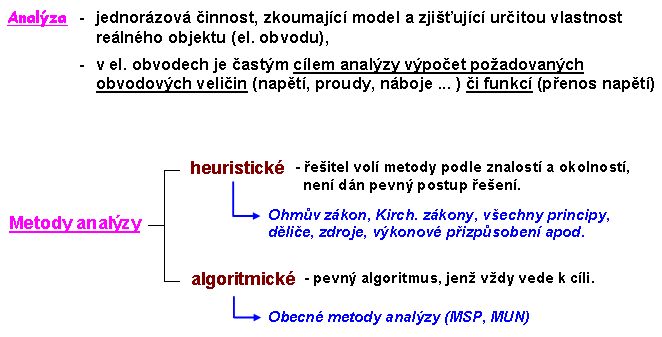 Analýza - jednorázová činnost, zkoumající model a zjišťující určitou vlastnost
reálného objektu (el. obvodu),
- v el. obvodech je častým cílem analýzy výpočet požadovaných
obvodových veličin (napětí, proudy, náboje ... ) či funkcí (přenos napětí)
heuristické - řešitel volí metody podle znalostí a okolností,
není dán pevný postup řešení.
Ohmův zákon, Kirch. zákony, všechny principy,
děliče, zdroje, výkonové přizpůsobení apod.
Metody analýzy
algoritmické - pevný algoritmus, jenž vždy vede k cíli.
Obecné metody analýzy (MSP, MUN)